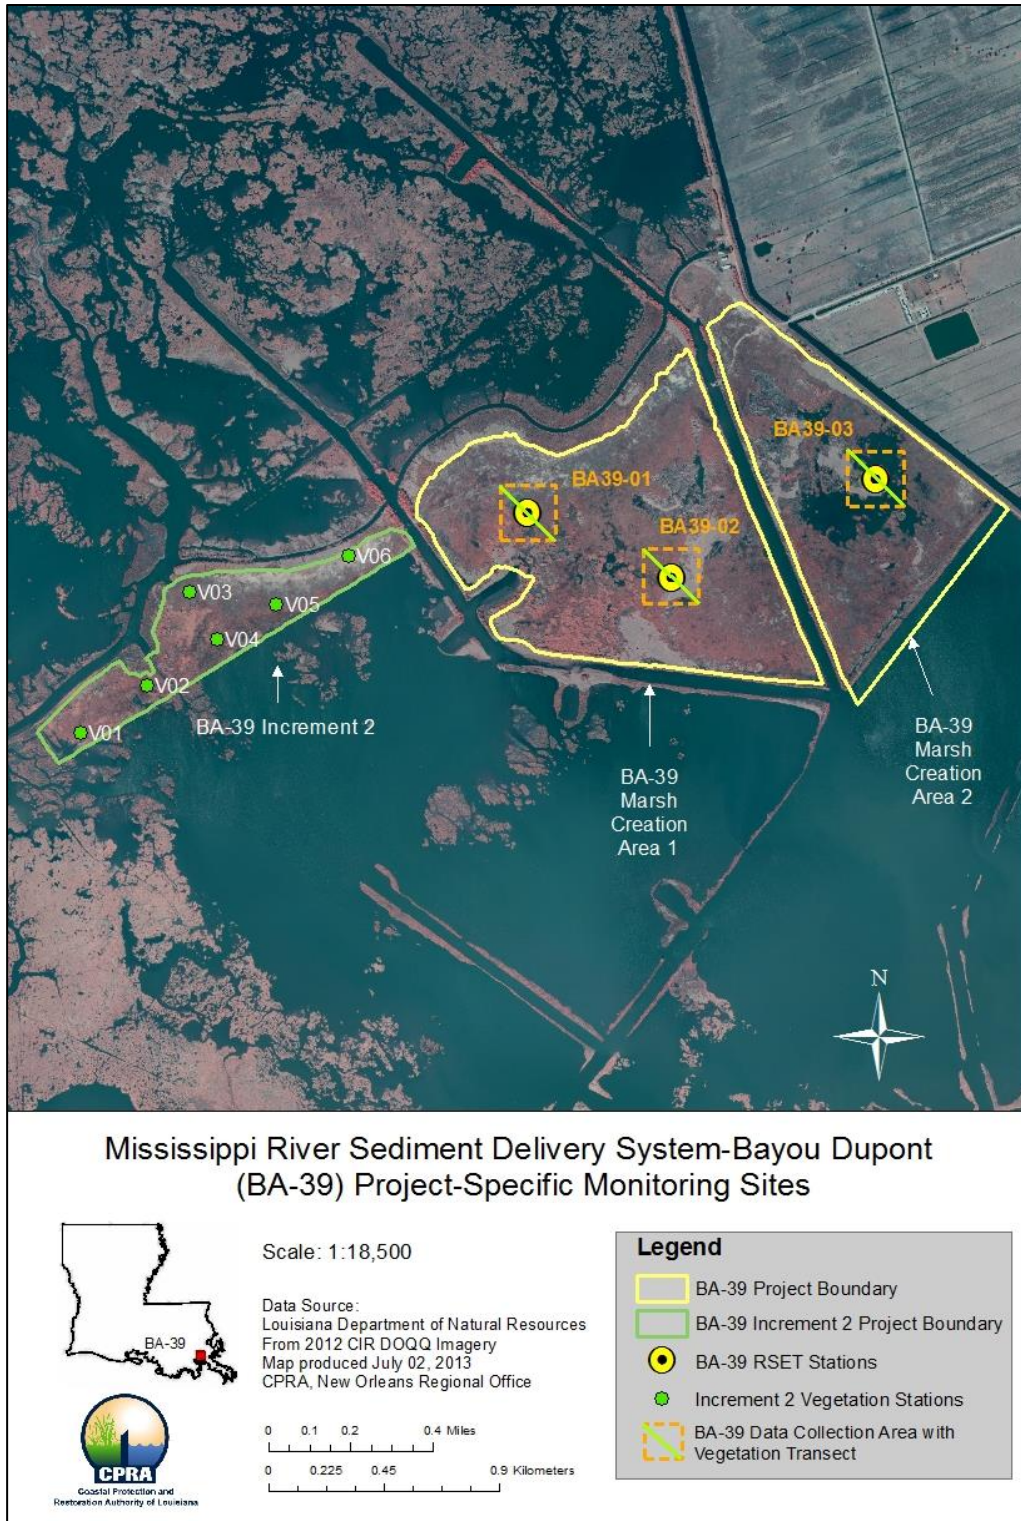 BA39-03
BA39-01
BA39-02
V06
V03
V05
V04
V02
V01
BA-39 Increment 2
BA-39
Marsh
Creation
Area 2
BA-39
Marsh
Creation
Area 1
N
Mississippi River Sediment Delivery System-Bayou Dupont
(BA-39) Project-Specific Monitoring Sites
BA-39
Scale: 1:18,500
Data Source:
Louisiana Department of Natural Resources
From 2012 CIR DOQQ Imagery
Map produced July 02, 2013
CPRA, New Orleans Regional Office
0 0.1 0.2 0.4 Miles
0 0.225 0.45 0.9 Kilometers
CPRA
Coastal Protection and
Restoration Authority of Louisiana
Legend
BA-39 Project Boundary
BA-39 Increment 2 Project Boundary
BA-39 RSET Stations
Increment 2 Vegetation Stations
BA-39 Data Collection Area with
Vegetation Transect